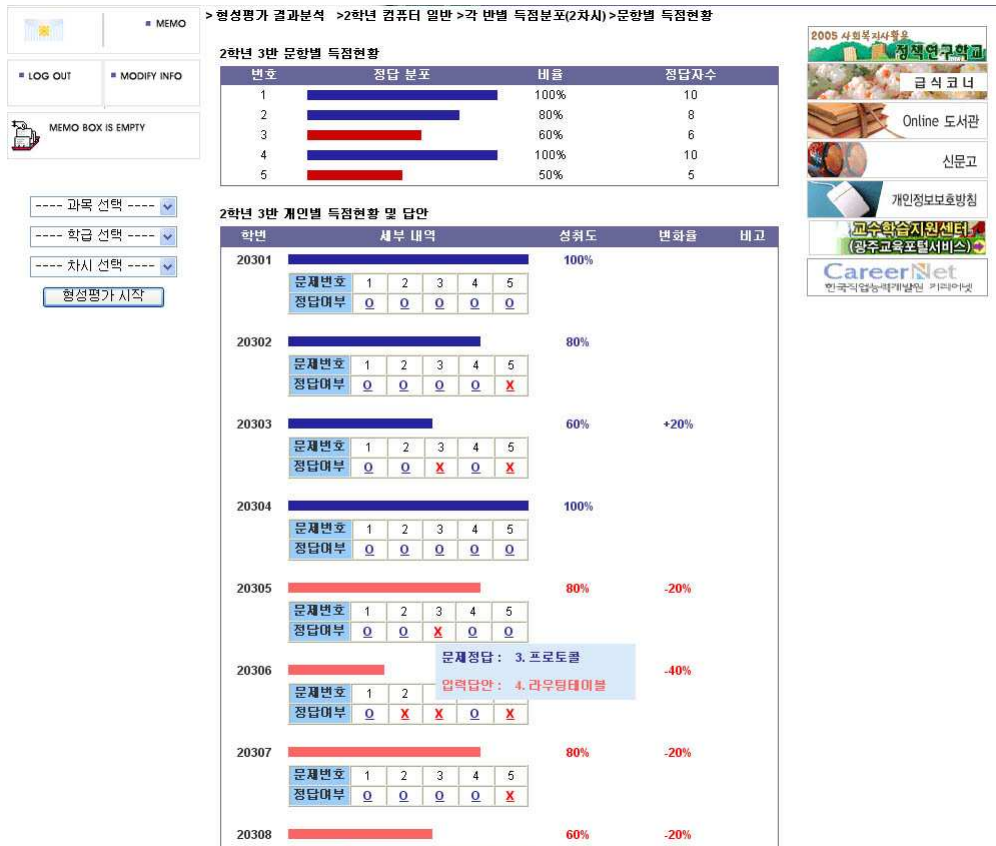 MEMO
LOG OUT
MODIFY INFO
MEMO BOX IS EMPTY
---- 과목 선택 ----
---- 학급 선택 ----
---- 차시 선택 ----
형성평가 시작
> 형성평가 결과분석 >2학년 컴퓨터 일반 >각 반별 득점분포(2차시) >문항별 득점현황
2학년 3반 문항별 득점현황
번호 정답 분포 비율 정답자수
1 100% 10
2 80% 8
3 60% 6
4 100% 10
5 50% 5
2학년 3반 개인별 득점현황 및 답안
학번 세부 내역 성취도 변화율 비고
20301 100%
문제번호 1 2 3 4 5
정답여부 O O O O O
20302 80%
문제번호 1 2 3 4 5
정답여부 O O O O X
20303 60% +20%
문제번호 1 2 3 4 5
정답여부 O O X O X
20304 100%
문제번호 1 2 3 4 5
정답여부 O O O O O
20305 80% -20%
문제번호 1 2 3 4 5
정답여부 O O X O O
문제정답 : 3. 프로토콜
입력답안 : 4. 라우팅테이블
20306 -40%
문제번호 1 2
정답여부 O X X O X
20307 80% -20%
문제번호 1 2 3 4 5
정답여부 O O O O X
20308 60% -20%
2005 사회복지사활용
정책연구학교
급식코너
Online 도서관
신문고
개인정보보호방침
교수학습지원센터
(광주교육포털서비스)
CareerNet
한국직업능력개발원 커리어넷